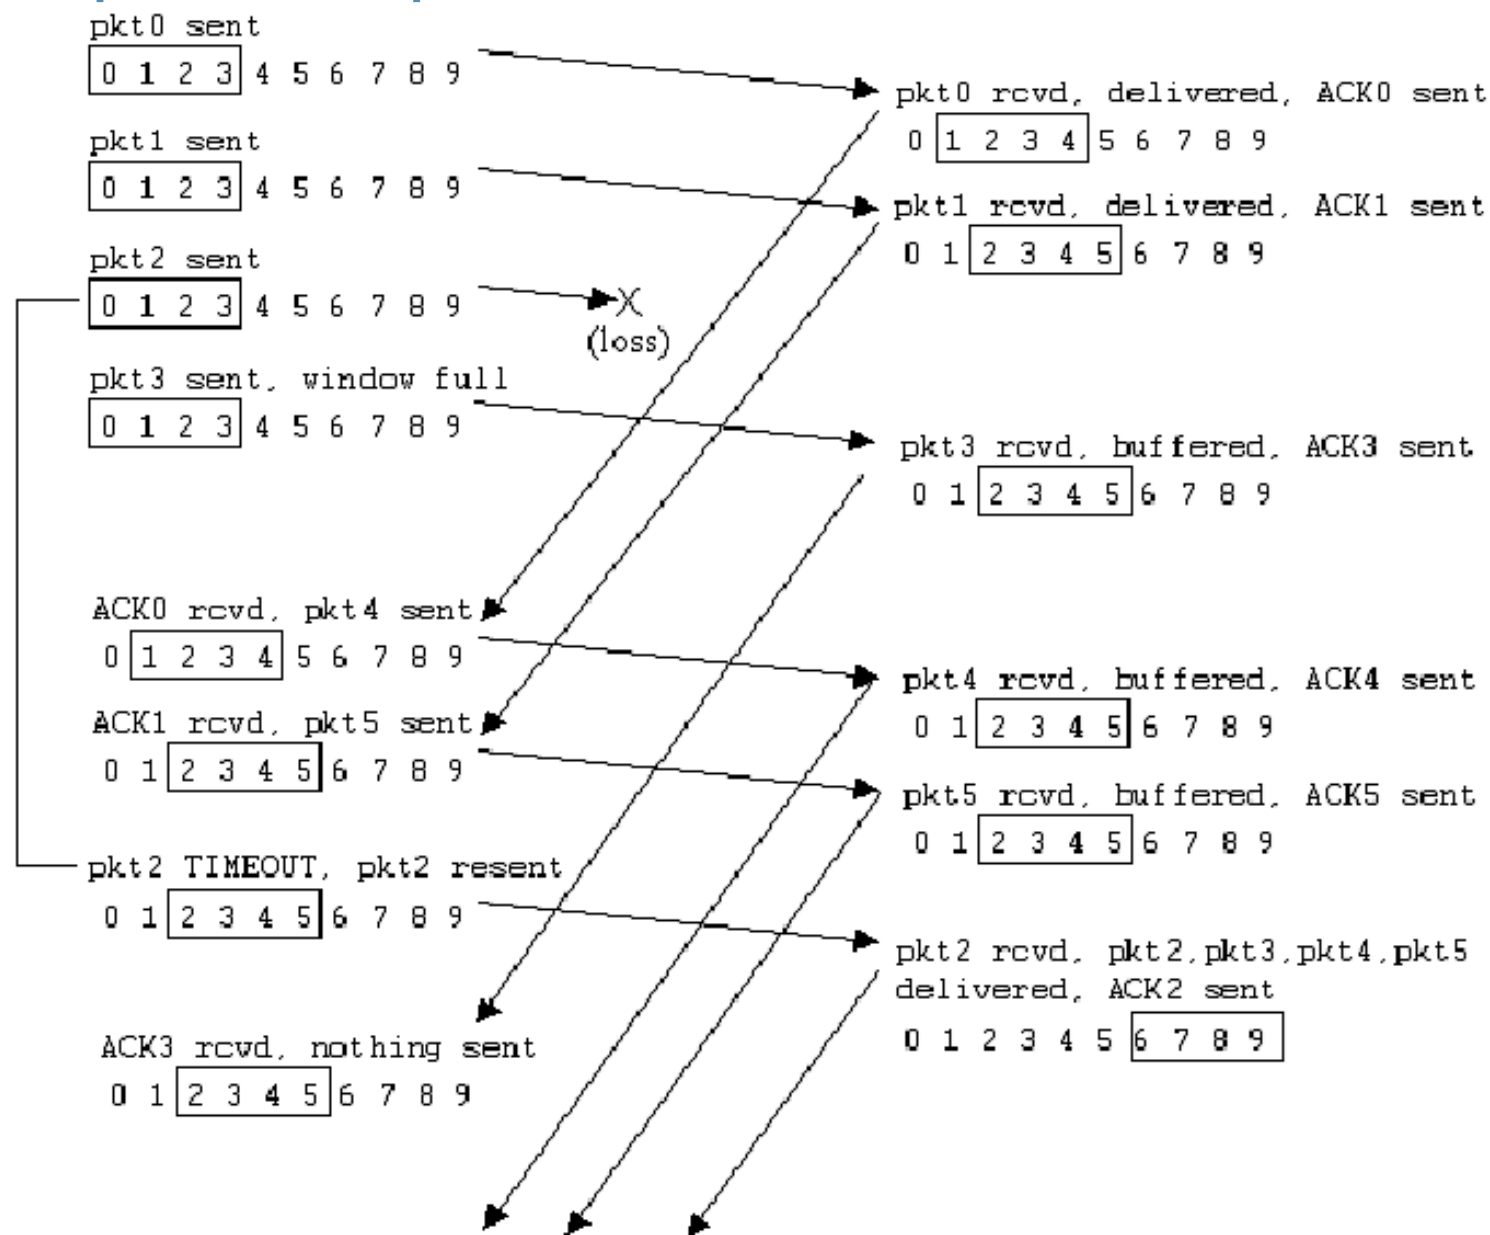 pkt0 sent
0 1 2 3 4 5 6 7 8 9
pkt1 sent
0 1 2 3 4 5 6 7 8 9
pkt2 sent
0 1 2 3 4 5 6 7 8 9
(loss)
pkt3 sent, window full
0 1 2 3 4 5 6 7 8 9
ACK0 rcvd, pkt4 sent
0 1 2 3 4 5 6 7 8 9
ACK1 rcvd, pkt5 sent
0 1 2 3 4 5 6 7 8 9
pkt2 TIMEOUT, pkt2 resent
0 1 2 3 4 5 6 7 8 9
ACK3 rcvd, nothing sent
0 1 2 3 4 5 6 7 8 9
pkt0 rcvd, delivered, ACK0 sent
0 1 2 3 4 5 6 7 8 9
pkt1 rcvd, delivered, ACK1 sent
0 1 2 3 4 5 6 7 8 9
pkt3 rcvd, buffered, ACK3 sent
0 1 2 3 4 5 6 7 8 9
pkt4 rcvd, buffered, ACK4 sent
0 1 2 3 4 5 6 7 8 9
pkt5 rcvd, buffered, ACK5 sent
0 1 2 3 4 5 6 7 8 9
pkt2 rcvd, pkt2,pkt3,pkt4,pkt5
delivered, ACK2 sent
0 1 2 3 4 5 6 7 8 9